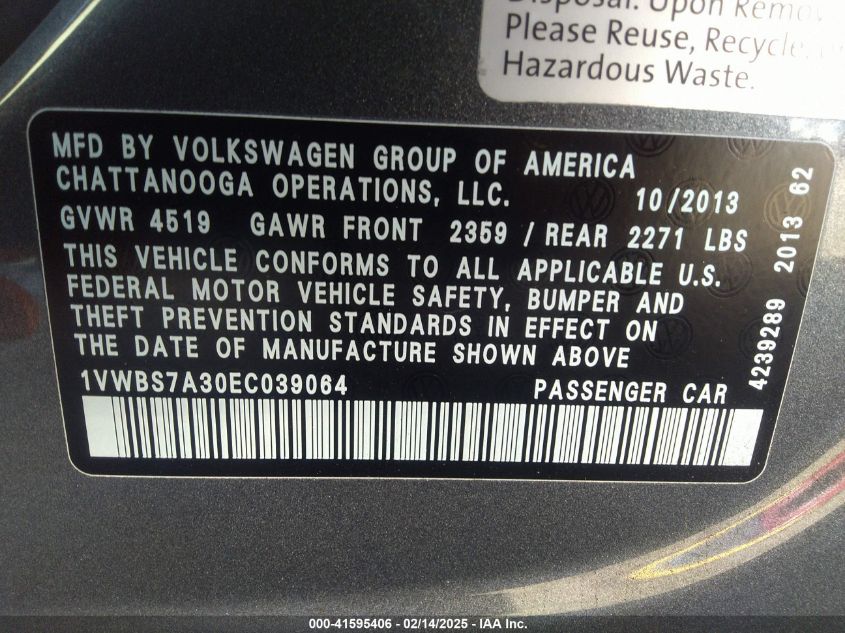 Disposal. Upon
Please Reuse, Recycle,
Hazardous Waste.
MFD BY VOLKSWAGEN GROUP OF AMERICA
CHATTANOOGA OPERATIONS, LLC. 10/2013
GVWR 4519 GAWR FRONT 2359 / REAR 2271 LBS
THIS VEHICLE CONFORMS TO ALL APPLICABLE U.S.
FEDERAL MOTOR VEHICLE SAFETY, BUMPER AND
THEFT PREVENTION STANDARDS IN EFFECT ON
THE DATE OF MANUFACTURE SHOWN ABOVE
1VWBS7A30EC039064 PASSENGER CAR
4239289 2013 62
000-41595406 - 02/14/2025 - IAA Inc.